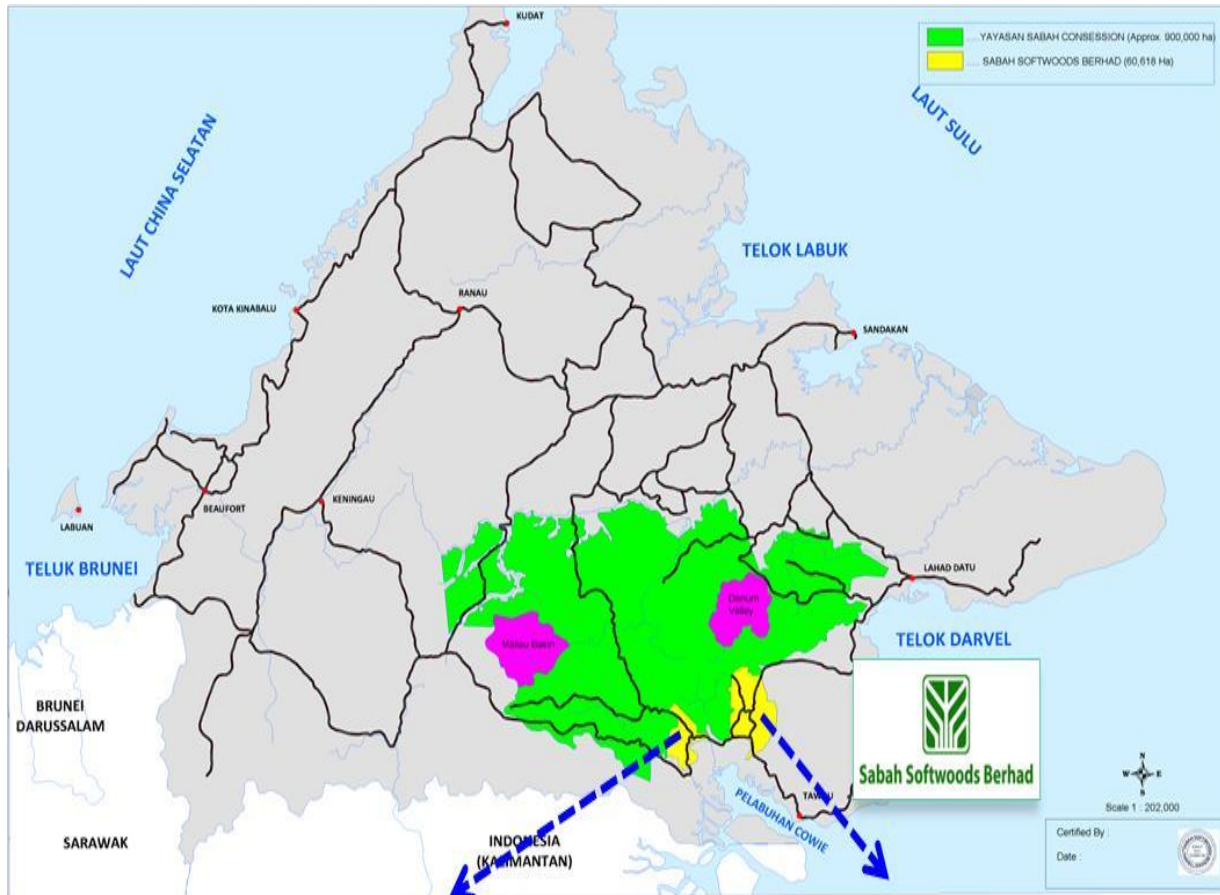 KUDAT
.... YAYASAN SABAH CONSESSION (Approx. 900,000 ha)
.... SABAH SOFTWOODS BERHAD (60,618 Ha)
LAUT SULU
LAUT CHINA SELATAN
TELOK LABUK
RANAU
KOTA KINABALU
SANDAKAN
BEAUFORT
KENINGAU
LABUAN
TELUK BRUNEI
LAHAD DATU
Danum
Valley
Maliau Basin
TELOK DARVEL
BRUNEI
DARUSSALAM
Sabah Softwoods Berhad
N
W E
S
Scale 1 : 202,000
TAWAU
PELABUHAN COWIE
SARAWAK
INDONESIA
(KALIMANTAN)
Certified By :
Date :